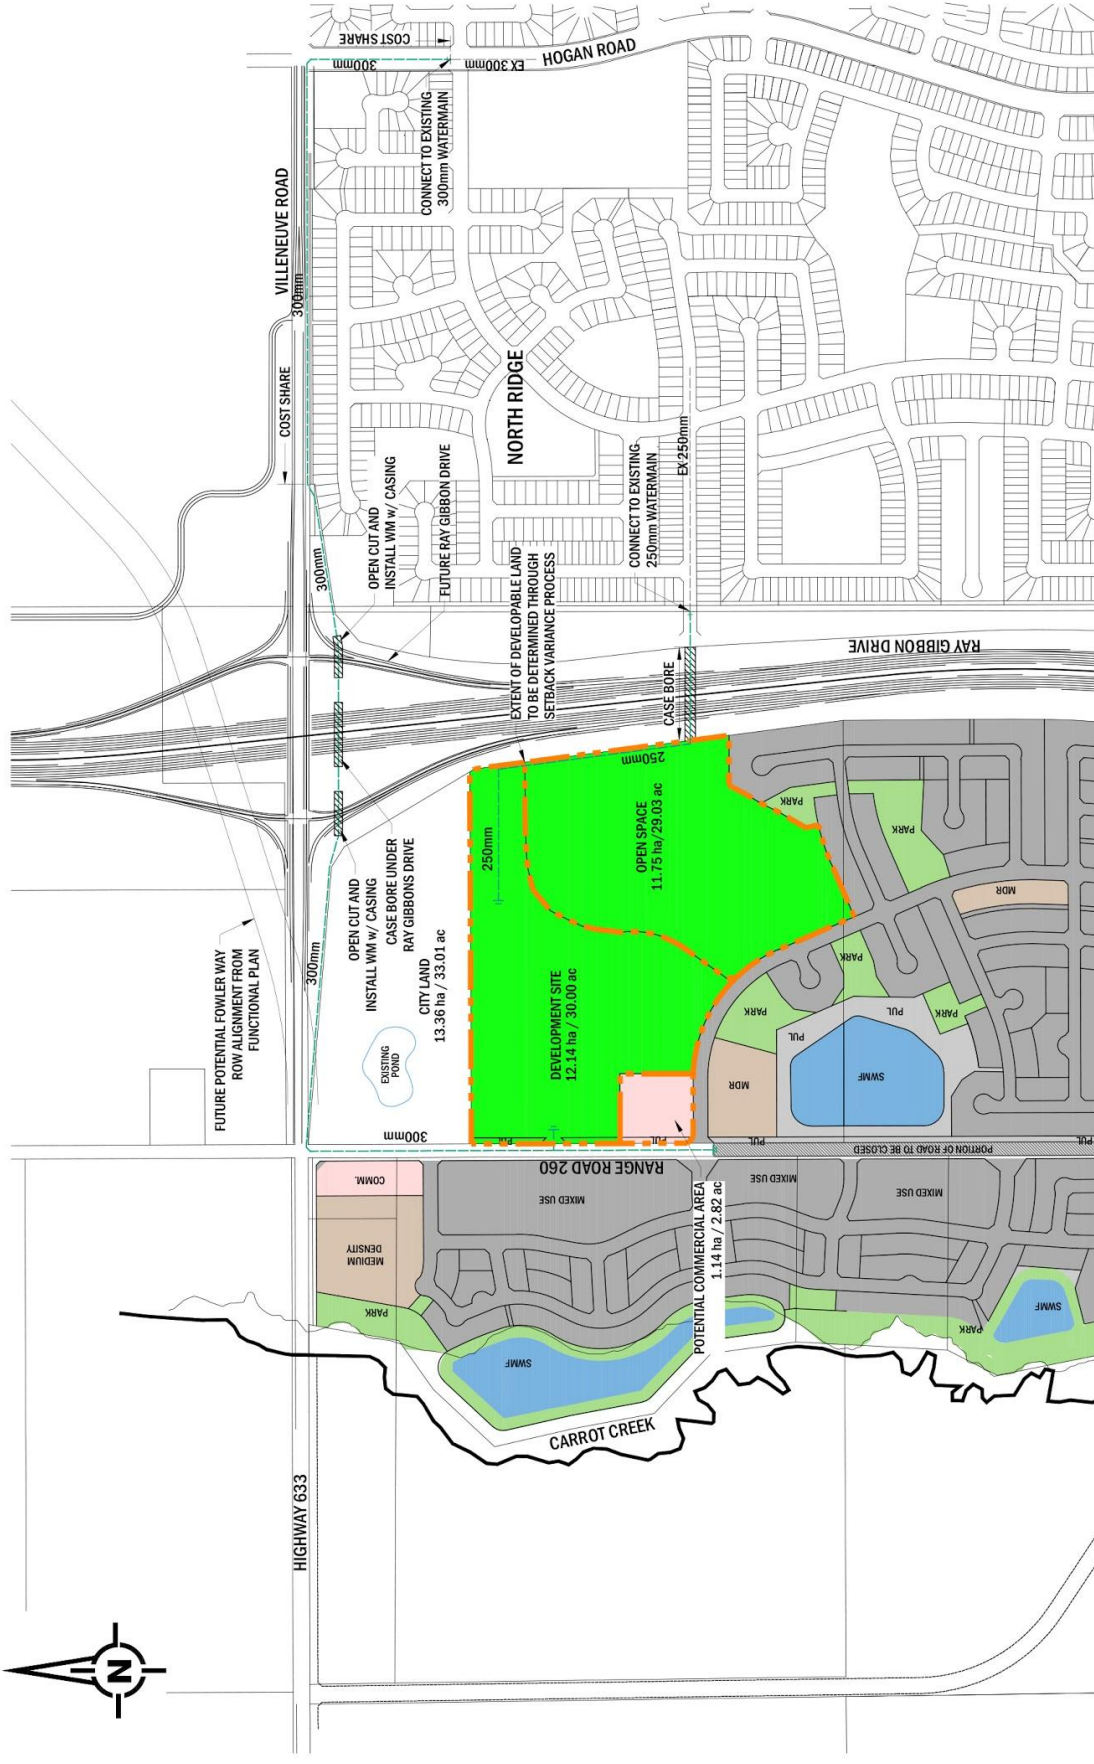 VILLENEUVE ROAD
300mm
COST SHARE
300mm
COST SHARE
300mm
EX 300mm
HOGAN ROAD
CONNECT TO EXISTING
300mm WATERMAIN
NORTH RIDGE
OPEN CUT AND
INSTALL WM w/ CASING
FUTURE RAY GIBBON DRIVE
EXTENT OF DEVELOPABLE LAND
TO BE DETERMINED THROUGH
SETBACK VARIANCE PROCESS
CONNECT TO EXISTING
250mm WATERMAIN
EX 250mm
CASE BORE
RAY GIBBON DRIVE
FUTURE POTENTIAL FOWLER WAY
ROW ALIGNMENT FROM
FUNCTIONAL PLAN
300mm
OPEN CUT AND
INSTALL WM w/ CASING
CASE BORE UNDER
RAY GIBBONS DRIVE
CITY LAND
13.36 ha / 33.01 ac
EXISTING
POND
300mm
250mm
250mm
OPEN SPACE
11.75 ha/29.03 ac
DEVELOPMENT SITE
12.14 ha / 30.00 ac
PUL
PUL
PARK
PARK
MDR
PARK
PARK
PARK
PUL
PUL
MDR
SWMF
PUL
PUL
PORTION OF ROAD TO BE CLOSED
RANGE ROAD 260
POTENTIAL COMMERCIAL AREA
1.14 ha / 2.82 ac
COMM.
MEDIUM
DENSITY
MIXED USE
MIXED USE
MIXED USE
PARK
SWMF
PARK
SWMF
CARROT CREEK
HIGHWAY 633
N